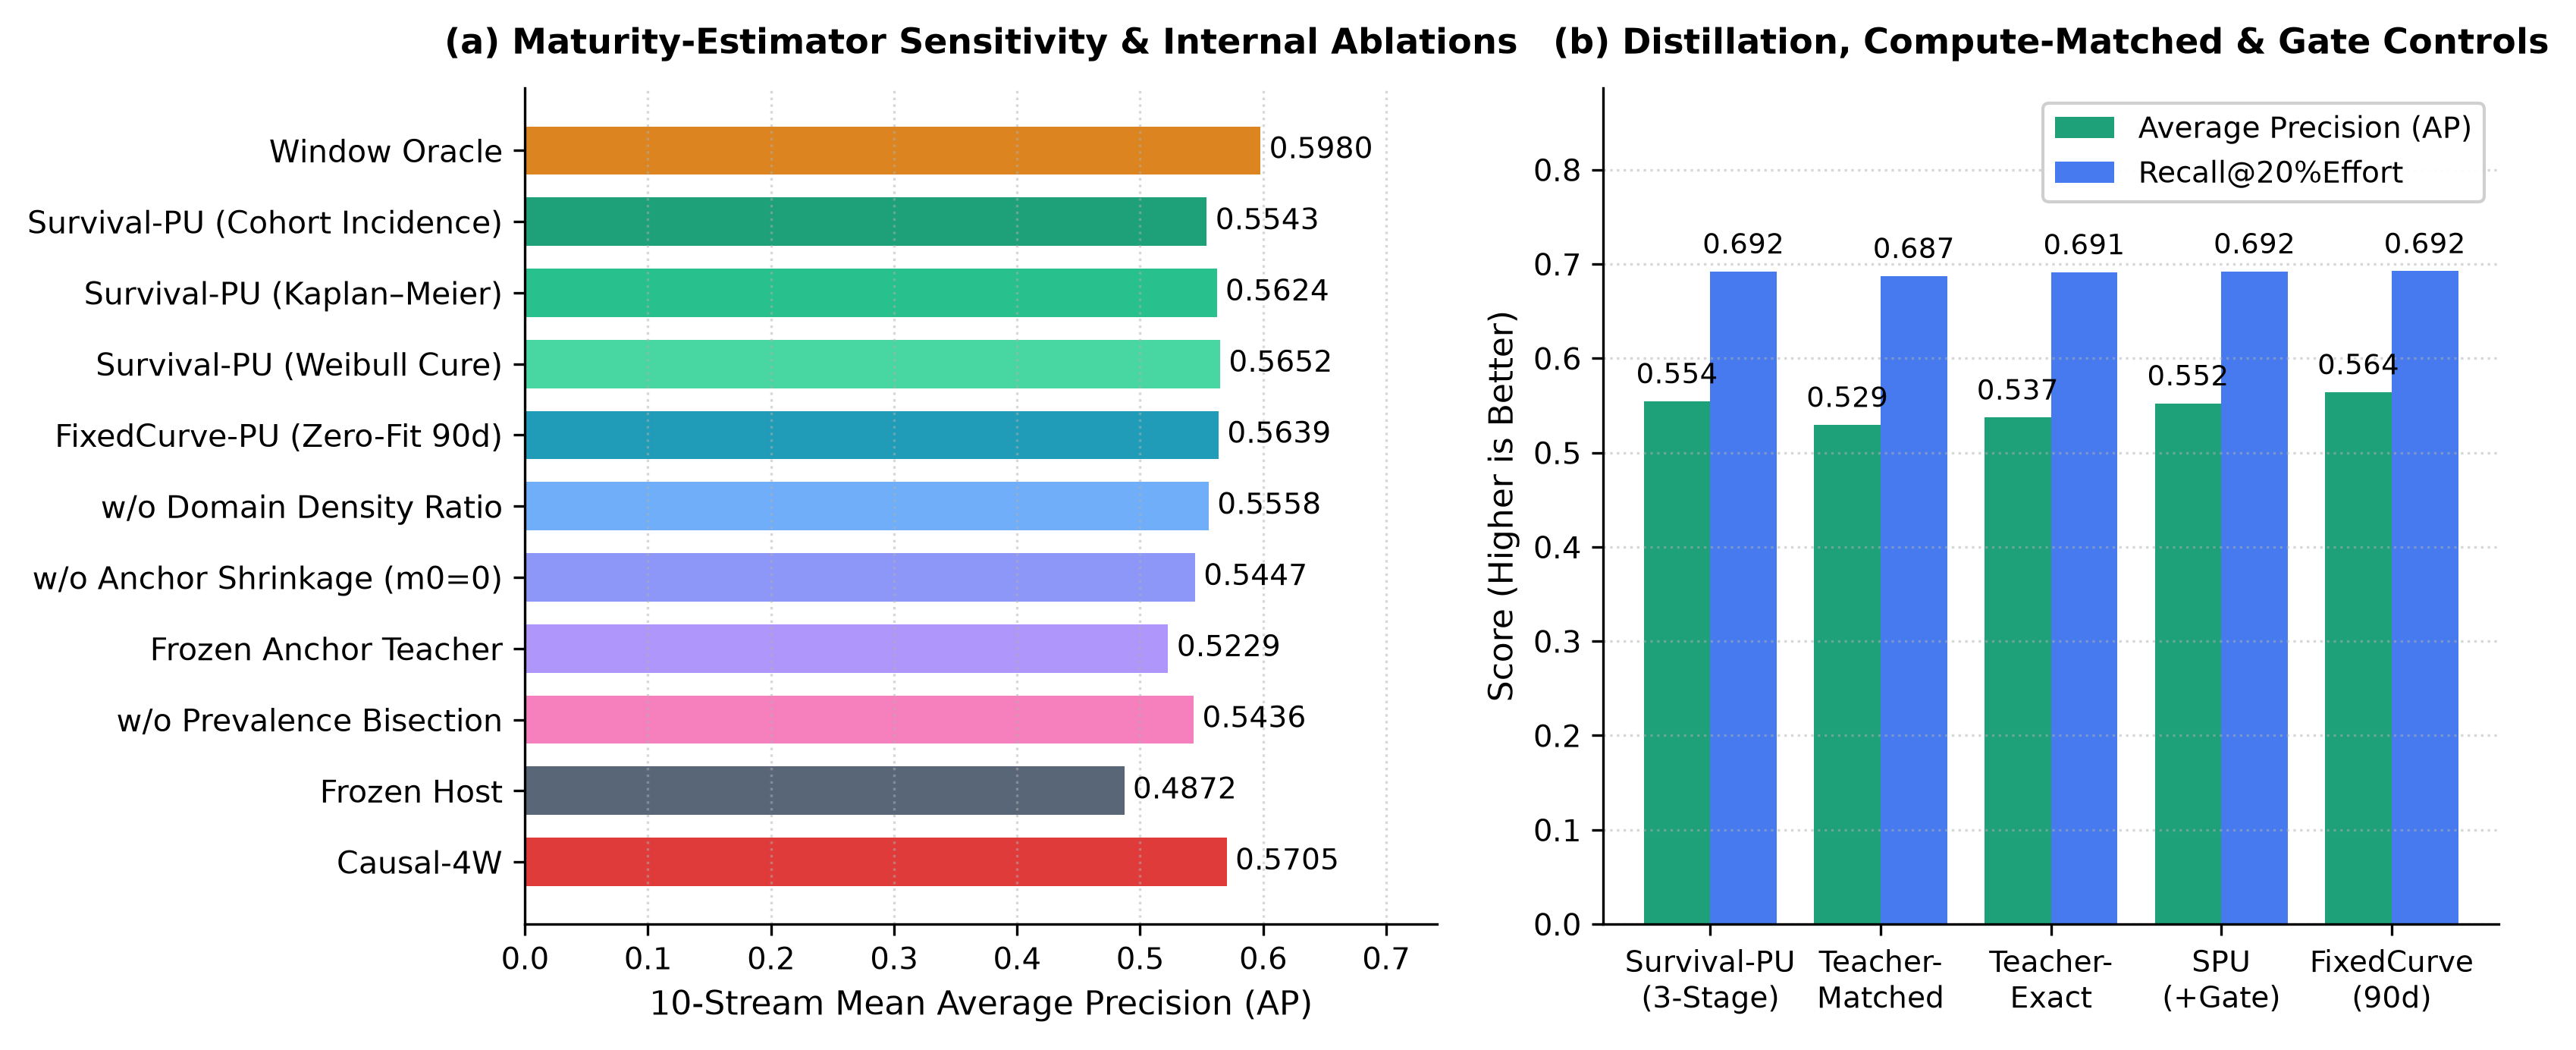 (a) Maturity-Estimator Sensitivity & Internal Ablations
Window Oracle
0.5980
Survival-PU (Cohort Incidence)
0.5543
Survival-PU (Kaplan–Meier)
0.5624
Survival-PU (Weibull Cure)
0.5652
FixedCurve-PU (Zero-Fit 90d)
0.5639
w/o Domain Density Ratio
0.5558
w/o Anchor Shrinkage (m0=0)
0.5447
Frozen Anchor Teacher
0.5229
w/o Prevalence Bisection
0.5436
Frozen Host
0.4872
Causal-4W
0.5705
0.0 0.1 0.2 0.3 0.4 0.5 0.6 0.7
10-Stream Mean Average Precision (AP)
(b) Distillation, Compute-Matched & Gate Controls
Average Precision (AP)
Recall@20%Effort
Score (Higher is Better)
0.8
0.7
0.6
0.5
0.4
0.3
0.2
0.1
0.0
0.692 0.687 0.691 0.692 0.692
0.554 0.529 0.537 0.552 0.564
Survival-PU
(3-Stage)
Teacher-
Matched
Teacher-
Exact
SPU
(+Gate)
FixedCurve
(90d)